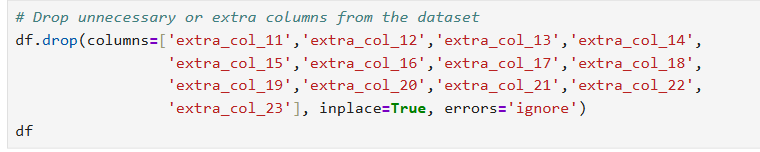 # Drop unnecessary or extra columns from the dataset
df.drop(columns=['extra_col_11','extra_col_12','extra_col_13','extra_col_14',
'extra_col_15','extra_col_16','extra_col_17','extra_col_18',
'extra_col_19','extra_col_20','extra_col_21','extra_col_22',
'extra_col_23'], inplace=True, errors='ignore')
df